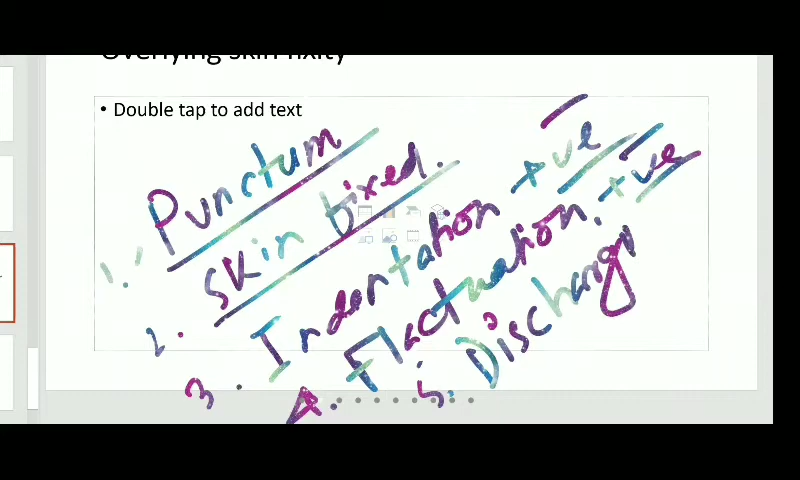 Overlying skin fixity
• Double tap to add text
1. Punctum
2. Skin fixed.
3. Indentation +ve
4. Fluctuation. +ve
5. Discharge